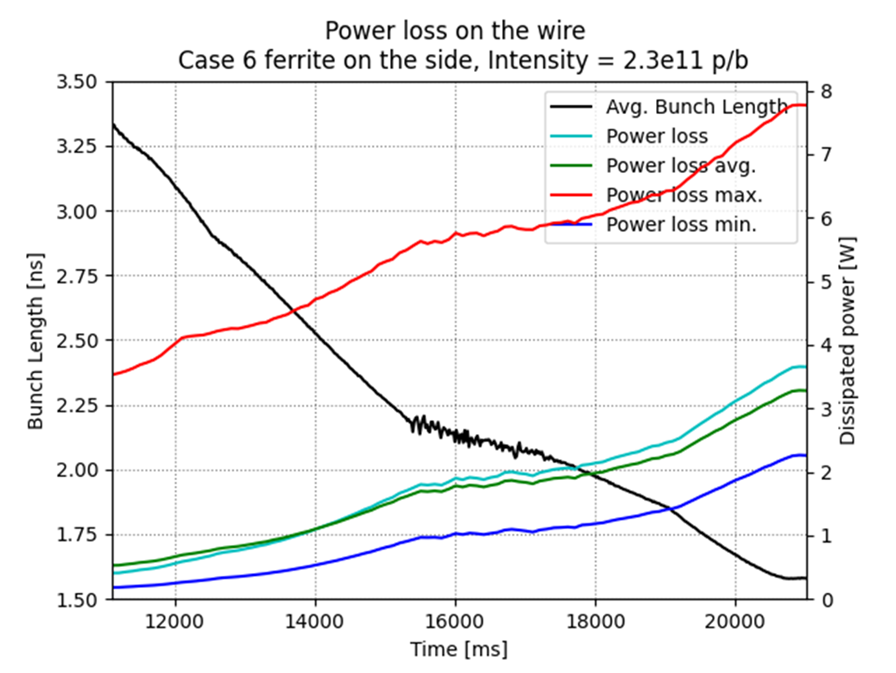 Power loss on the wire
Case 6 ferrite on the side, Intensity = 2.3e11 p/b
3.50
3.25
3.00
2.75
2.50
2.25
2.00
1.75
1.50
Bunch Length [ns]
Avg. Bunch Length
Power loss
Power loss avg.
Power loss max.
Power loss min.
8
7
6
5
4
3
2
1
0
Dissipated power [W]
12000
14000
16000
18000
20000
Time [ms]